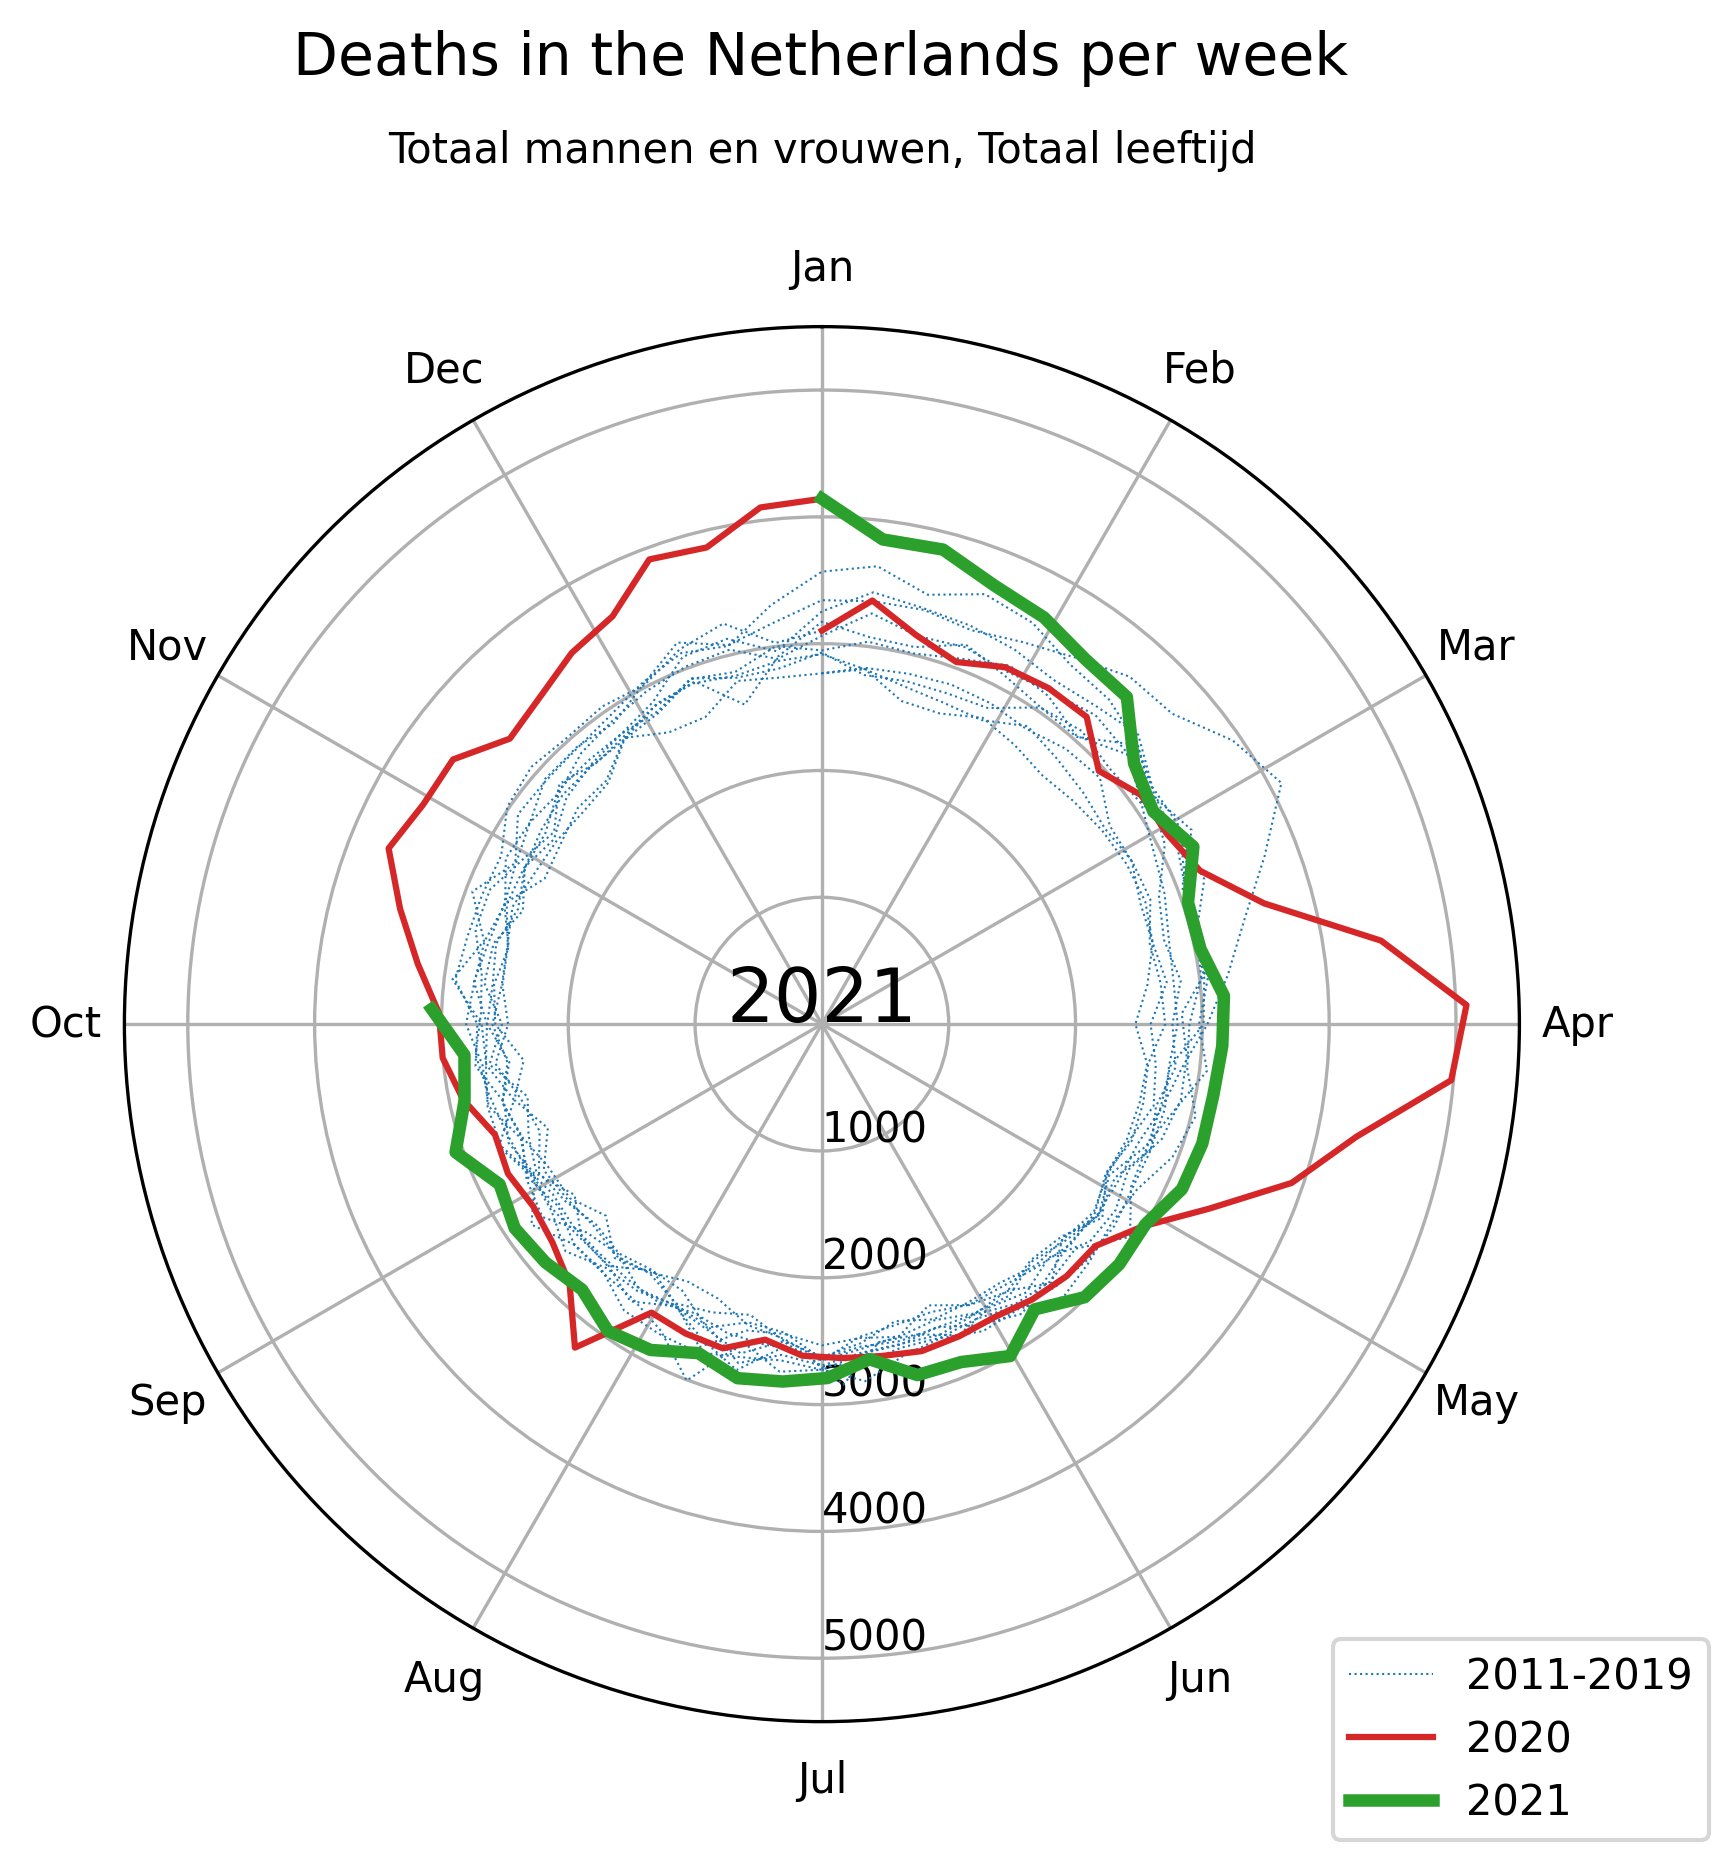 Deaths in the Netherlands per week
Totaal mannen en vrouwen, Totaal leeftijd
Jan
Dec
Feb
Nov
Mar
2021
Oct
Apr
1000
2000
3000
Sep
May
4000
5000
Aug
Jun
Jul
2011-2019
2020
2021